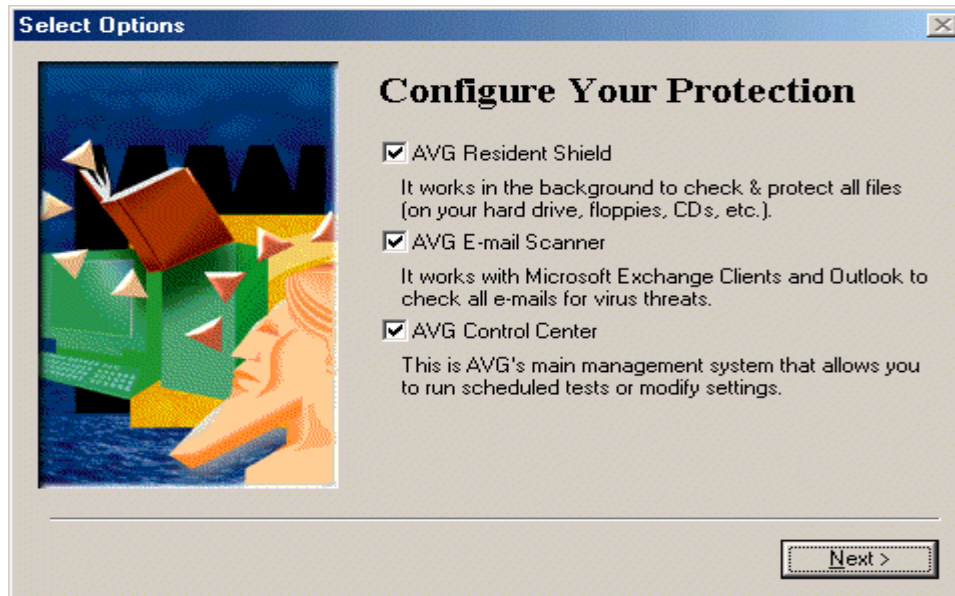 Select Options
Configure Your Protection
AVG Resident Shield
It works in the background to check & protect all files
(on your hard drive, floppies, CDs, etc.).
AVG E-mail Scanner
It works with Microsoft Exchange Clients and Outlook to
check all e-mails for virus threats.
AVG Control Center
This is AVG's main management system that allows you
to run scheduled tests or modify settings.
Next >